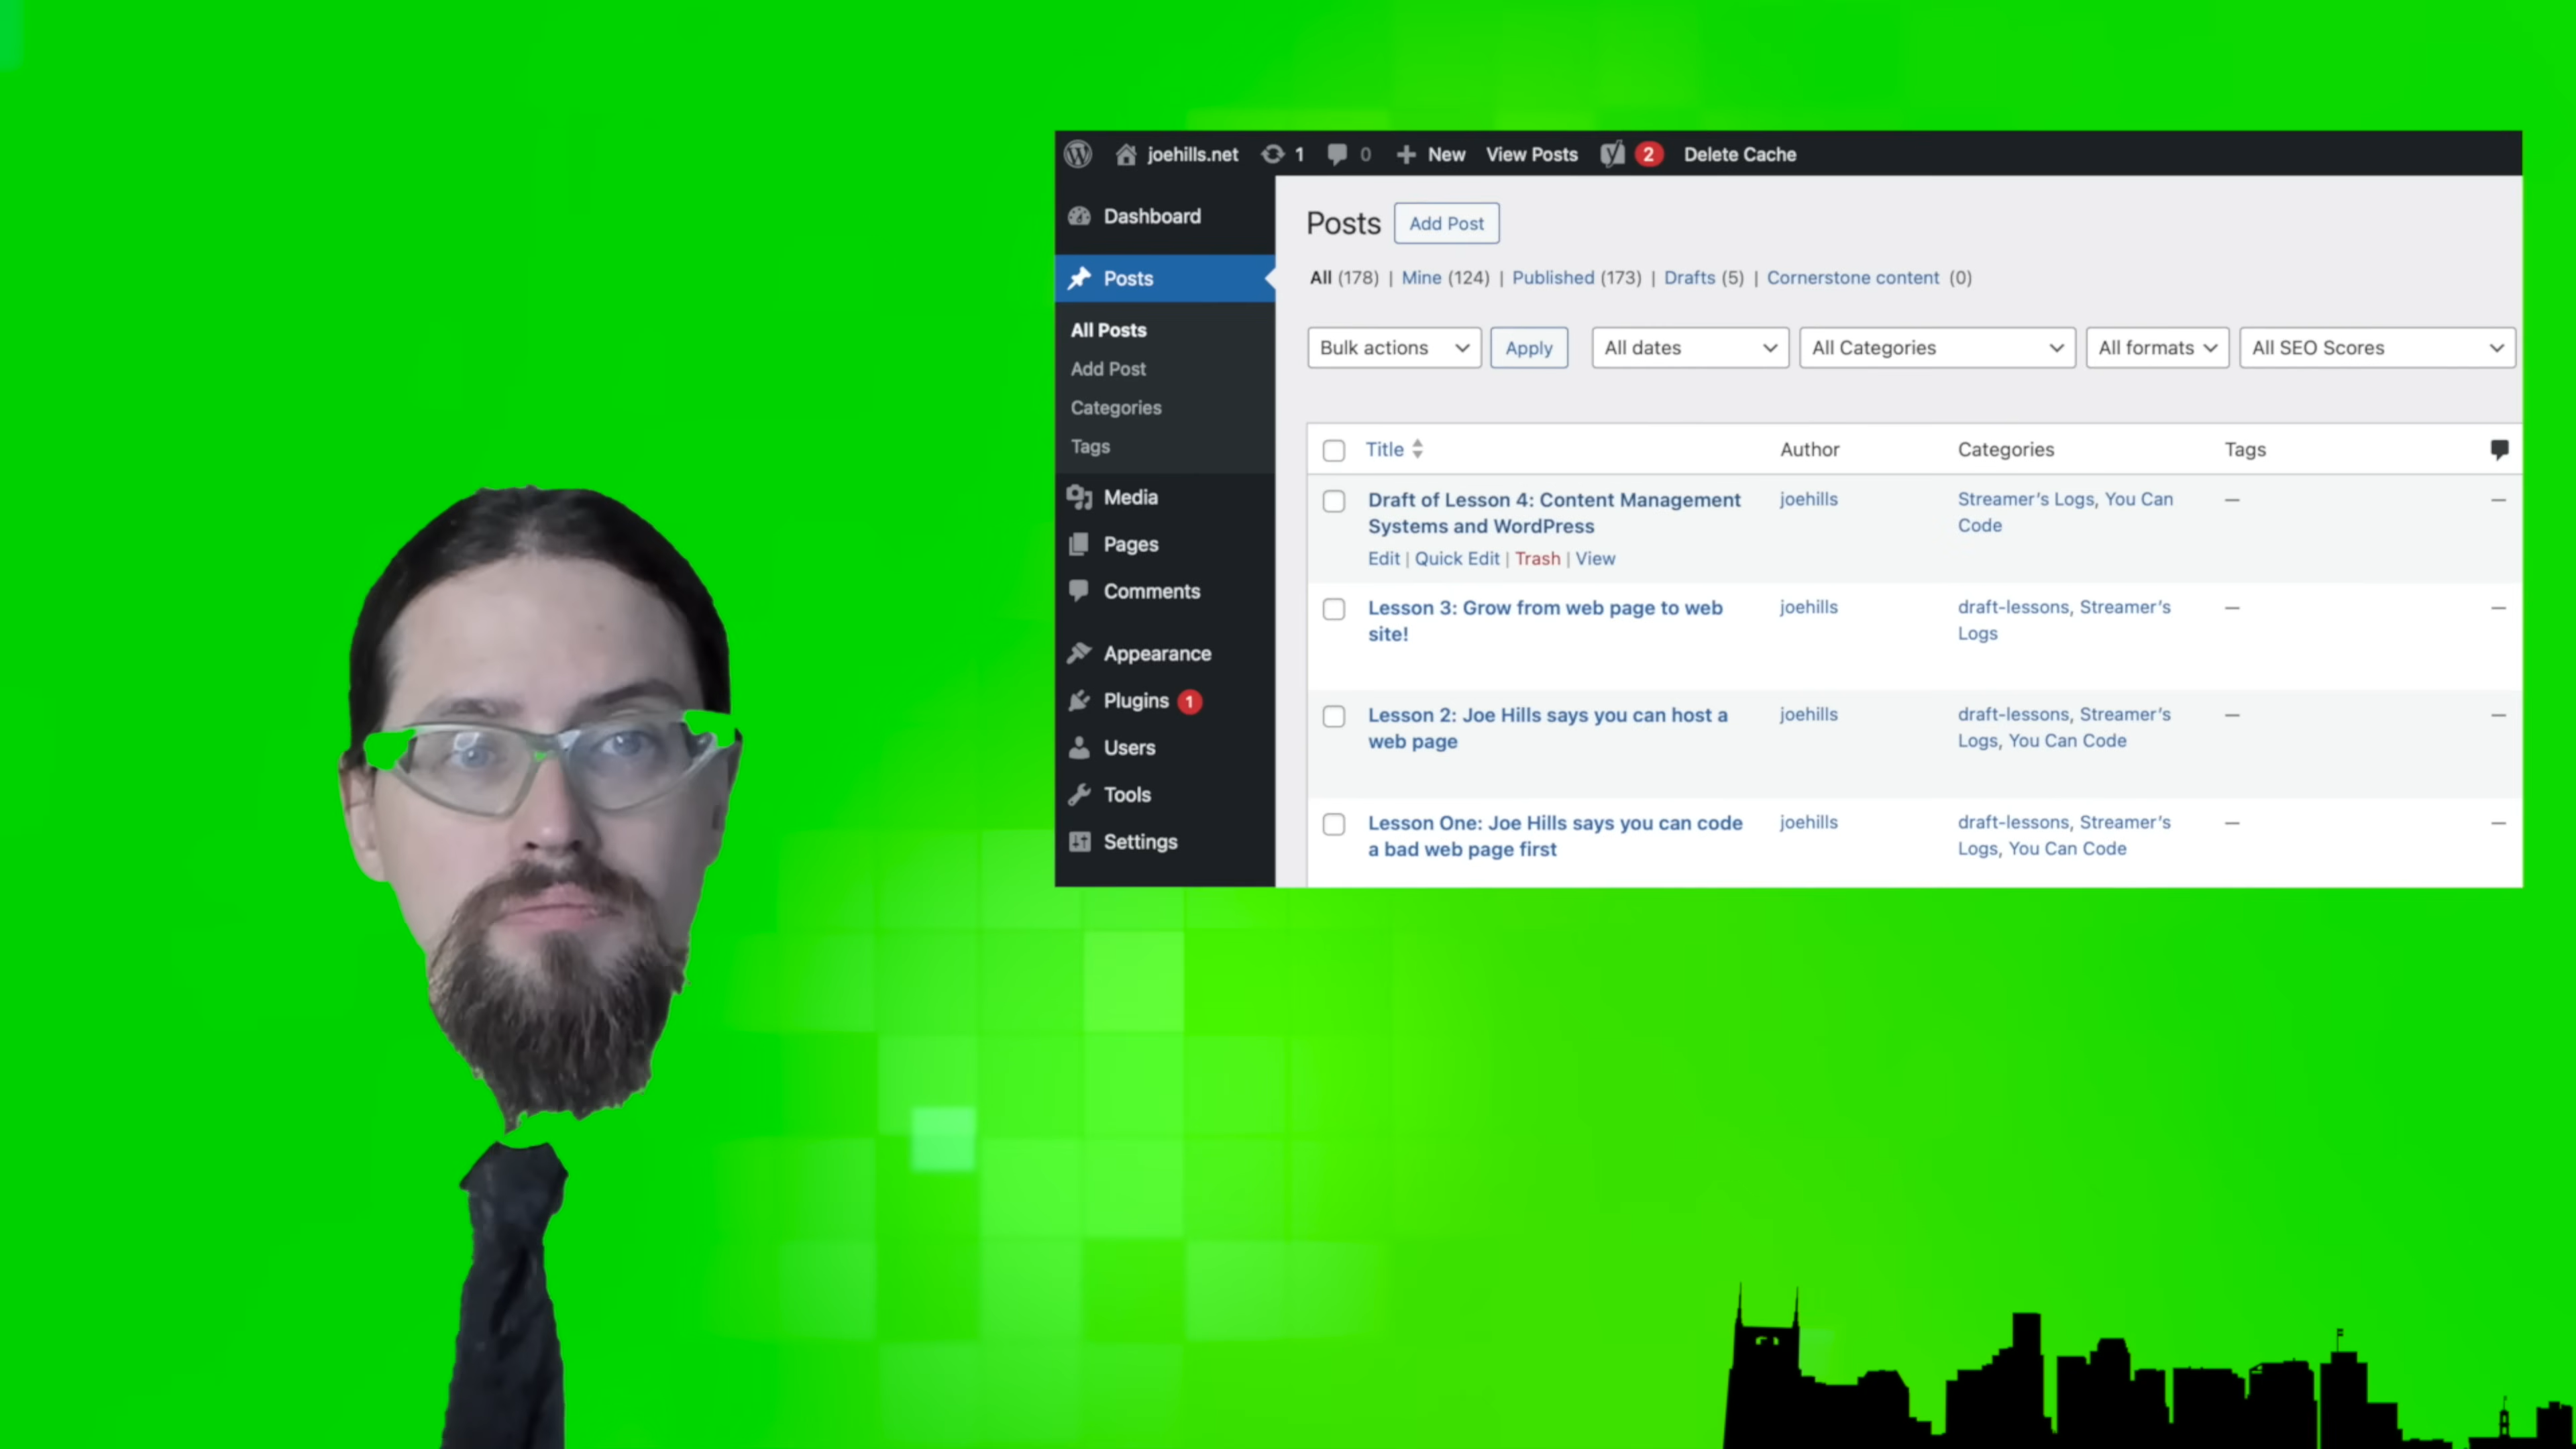 joehills.net 1 0 New View Posts 2 Delete Cache
Dashboard
Posts
All Posts
Add Post
Categories
Tags
Media
Pages
Comments
Appearance
Plugins 1
Users
Tools
Settings
Posts Add Post
All (178) | Mine (124) | Published (173) | Drafts (5) | Cornerstone content (0)
Bulk actions Apply All dates All Categories All formats All SEO Scores
Title Author Categories Tags
Draft of Lesson 4: Content Management joehills Streamer's Logs, You Can — —
Systems and WordPress Code
Edit | Quick Edit | Trash | View
Lesson 3: Grow from web page to web joehills draft-lessons, Streamer's — —
site! Logs
Lesson 2: Joe Hills says you can host a joehills draft-lessons, Streamer's — —
web page Logs, You Can Code
Lesson One: Joe Hills says you can code joehills draft-lessons, Streamer's — —
a bad web page first Logs, You Can Code